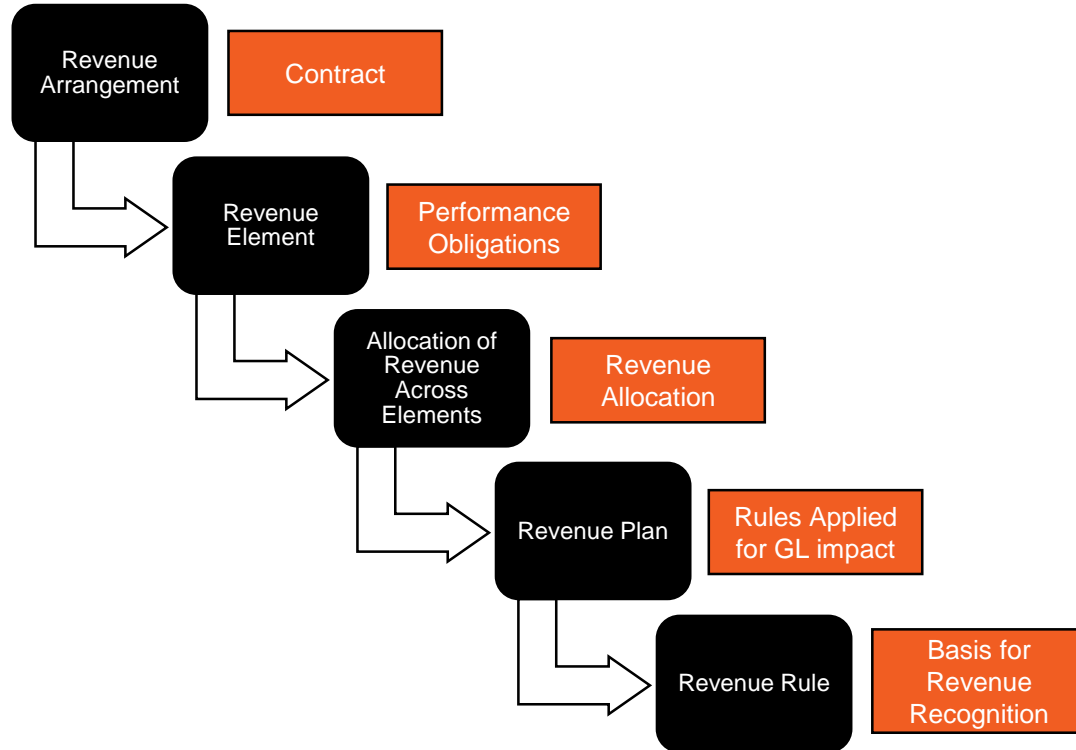 Revenue
Arrangement
Contract
Revenue
Element
Performance
Obligations
Allocation of
Revenue
Across
Elements
Revenue
Allocation
Revenue Plan
Rules Applied
for GL impact
Revenue Rule
Basis for
Revenue
Recognition